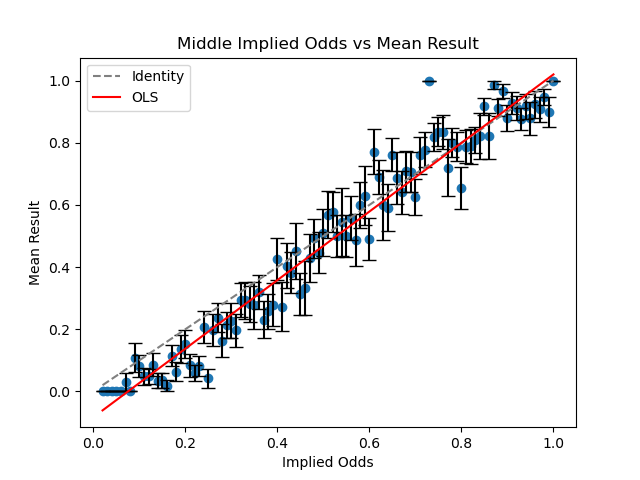 Middle Implied Odds vs Mean Result
Identity
OLS
1.0
0.8
0.6
0.4
0.2
0.0
Mean Result
0.0 0.2 0.4 0.6 0.8 1.0
Implied Odds